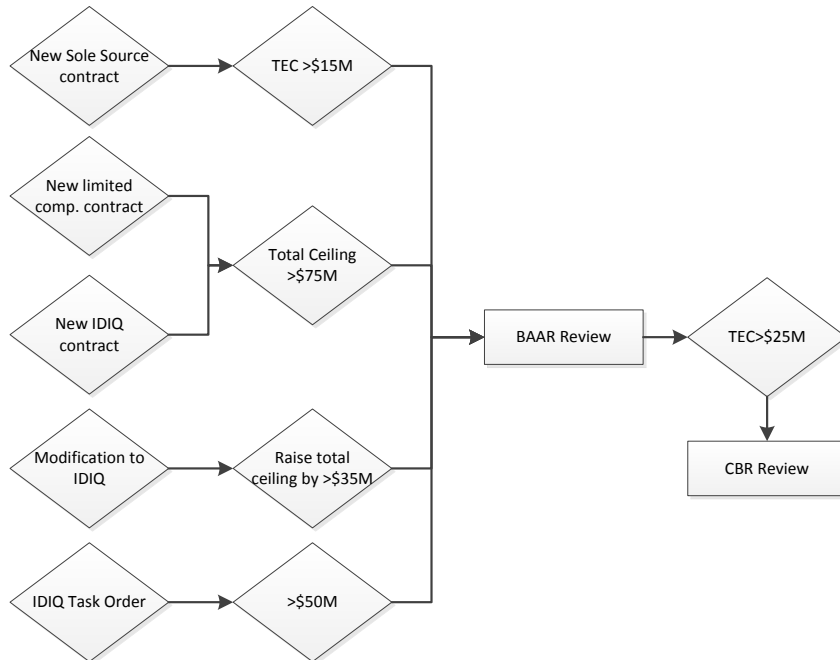 New Sole Source
contract
TEC >$15M
New limited
comp. contract
Total Ceiling
>$75M
New IDIQ
contract
BAAR Review
TEC>$25M
Modification to
IDIQ
Raise total
ceiling by >$35M
CBR Review
IDIQ Task Order
>$50M